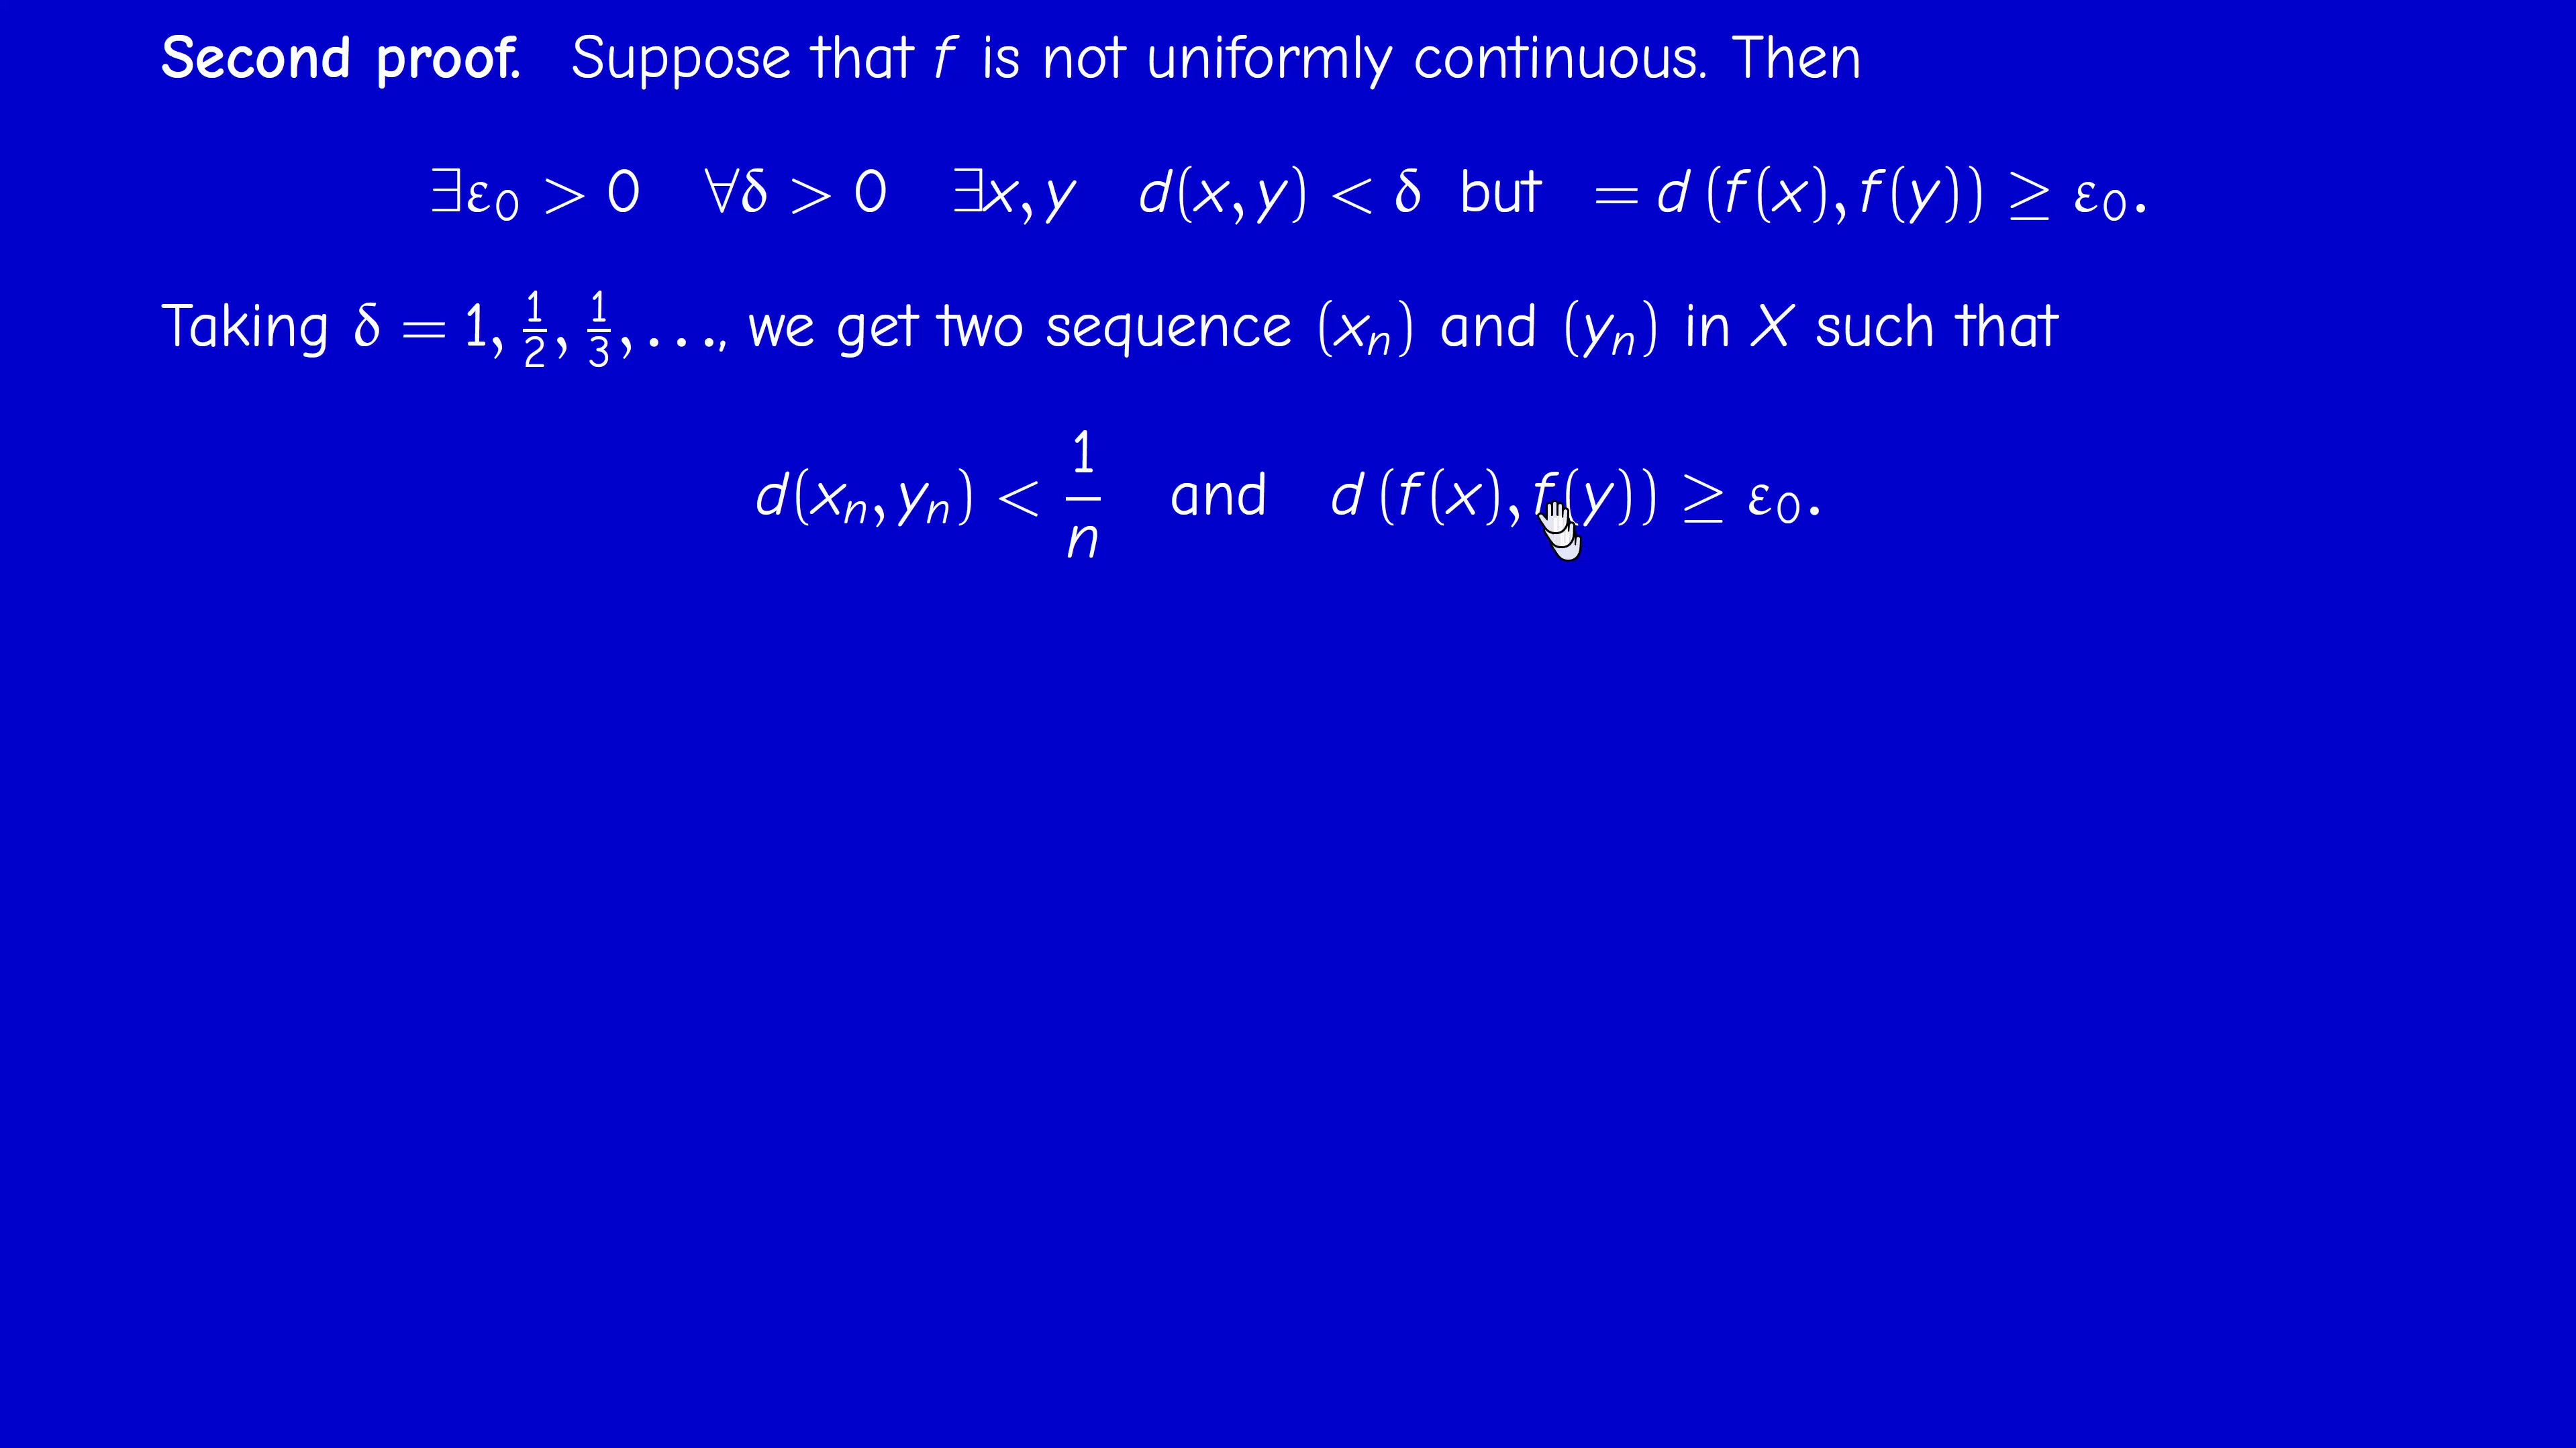 Second proof. Suppose that f is not uniformly continuous. Then
∃ε₀ > 0 ∀δ > 0 ∃x, y d(x, y) < δ but = d (f(x), f(y)) ≥ ε₀.
Taking δ = 1, 1/2, 1/3, ..., we get two sequence (xₙ) and (yₙ) in X such that
d(xₙ, yₙ) < 1/n and d (f(x), f(y)) ≥ ε₀.